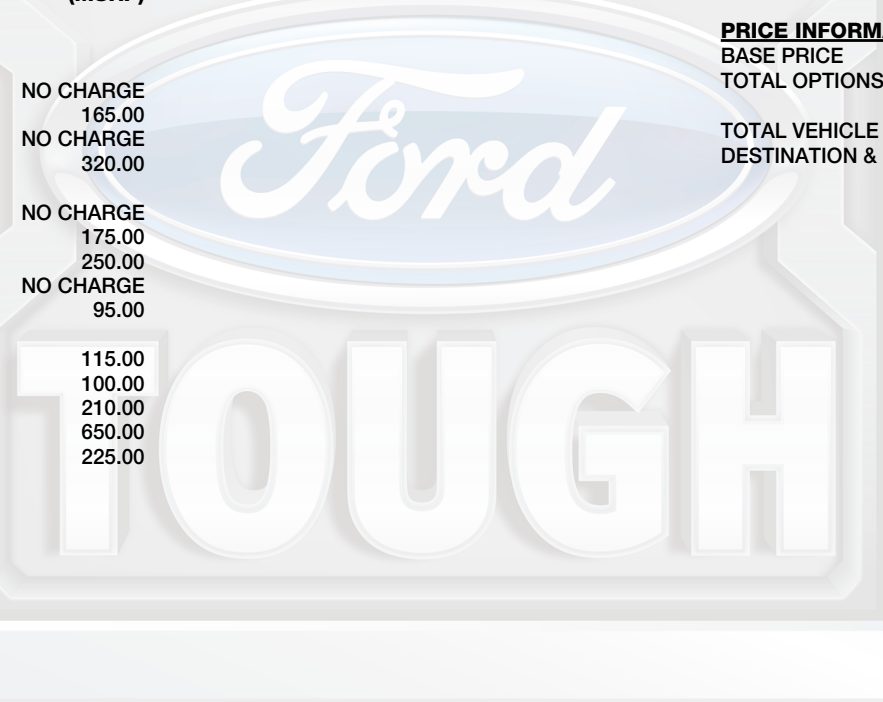 NO CHARGE
165.00
NO CHARGE
320.00
NO CHARGE
175.00
250.00
NO CHARGE
95.00
115.00
100.00
210.00
650.00
225.00
PRICE INFORM
BASE PRICE
TOTAL OPTIONS
TOTAL VEHICLE
DESTINATION &
Ford
TOUGH